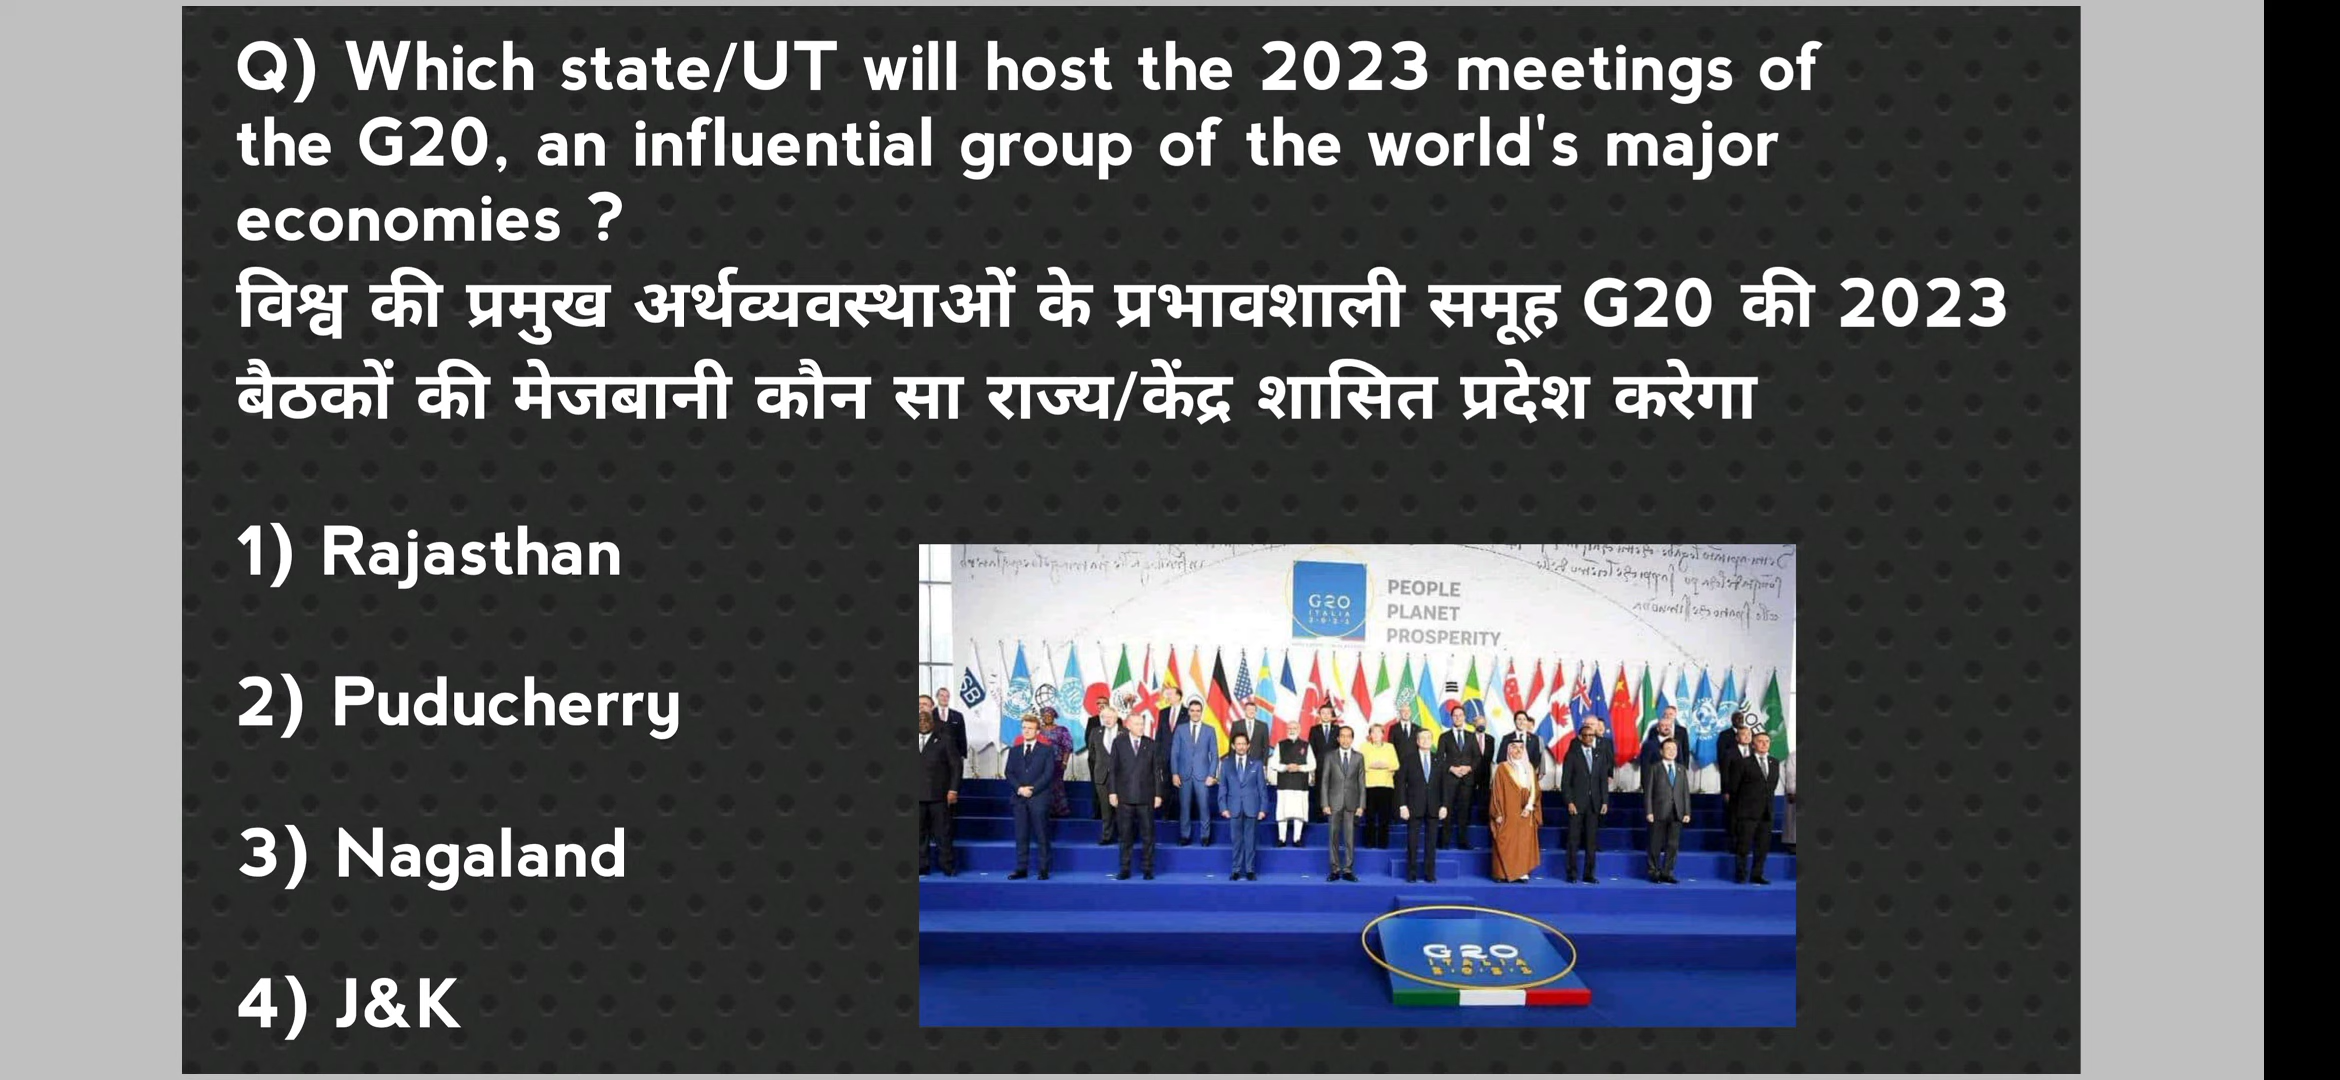 Q) Which state/UT will host the 2023 meetings of
the G20, an influential group of the world's major
economies ?
विश्व की प्रमुख अर्थव्यवस्थाओं के प्रभावशाली समूह G20 की 2023
बैठकों की मेजबानी कौन सा राज्य/केंद्र शासित प्रदेश करेगा
1) Rajasthan
2) Puducherry
3) Nagaland
4) J&K
G20
ITALIA
PEOPLE
PLANET
PROSPERITY
G20
ITALIA